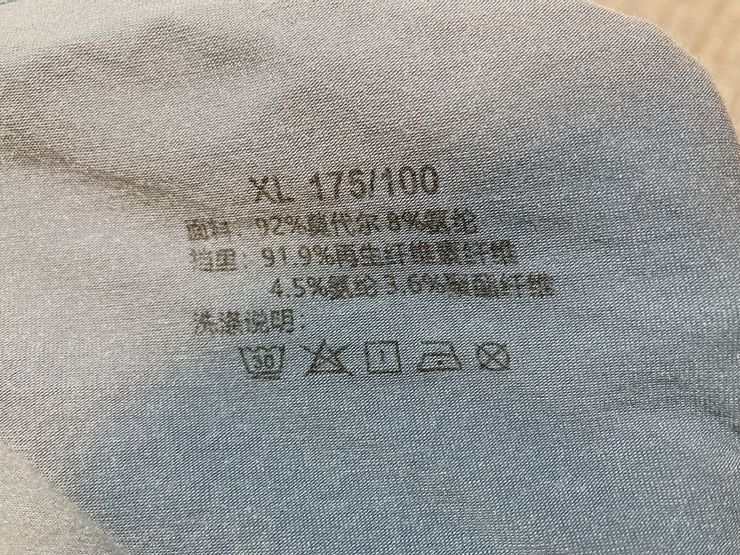 XL 175/100
面料: 92%莫代尔 8%氨纶
裆里: 91.9%再生纤维素纤维
4.5%氨纶 3.6%聚酯纤维
洗涤说明:
30